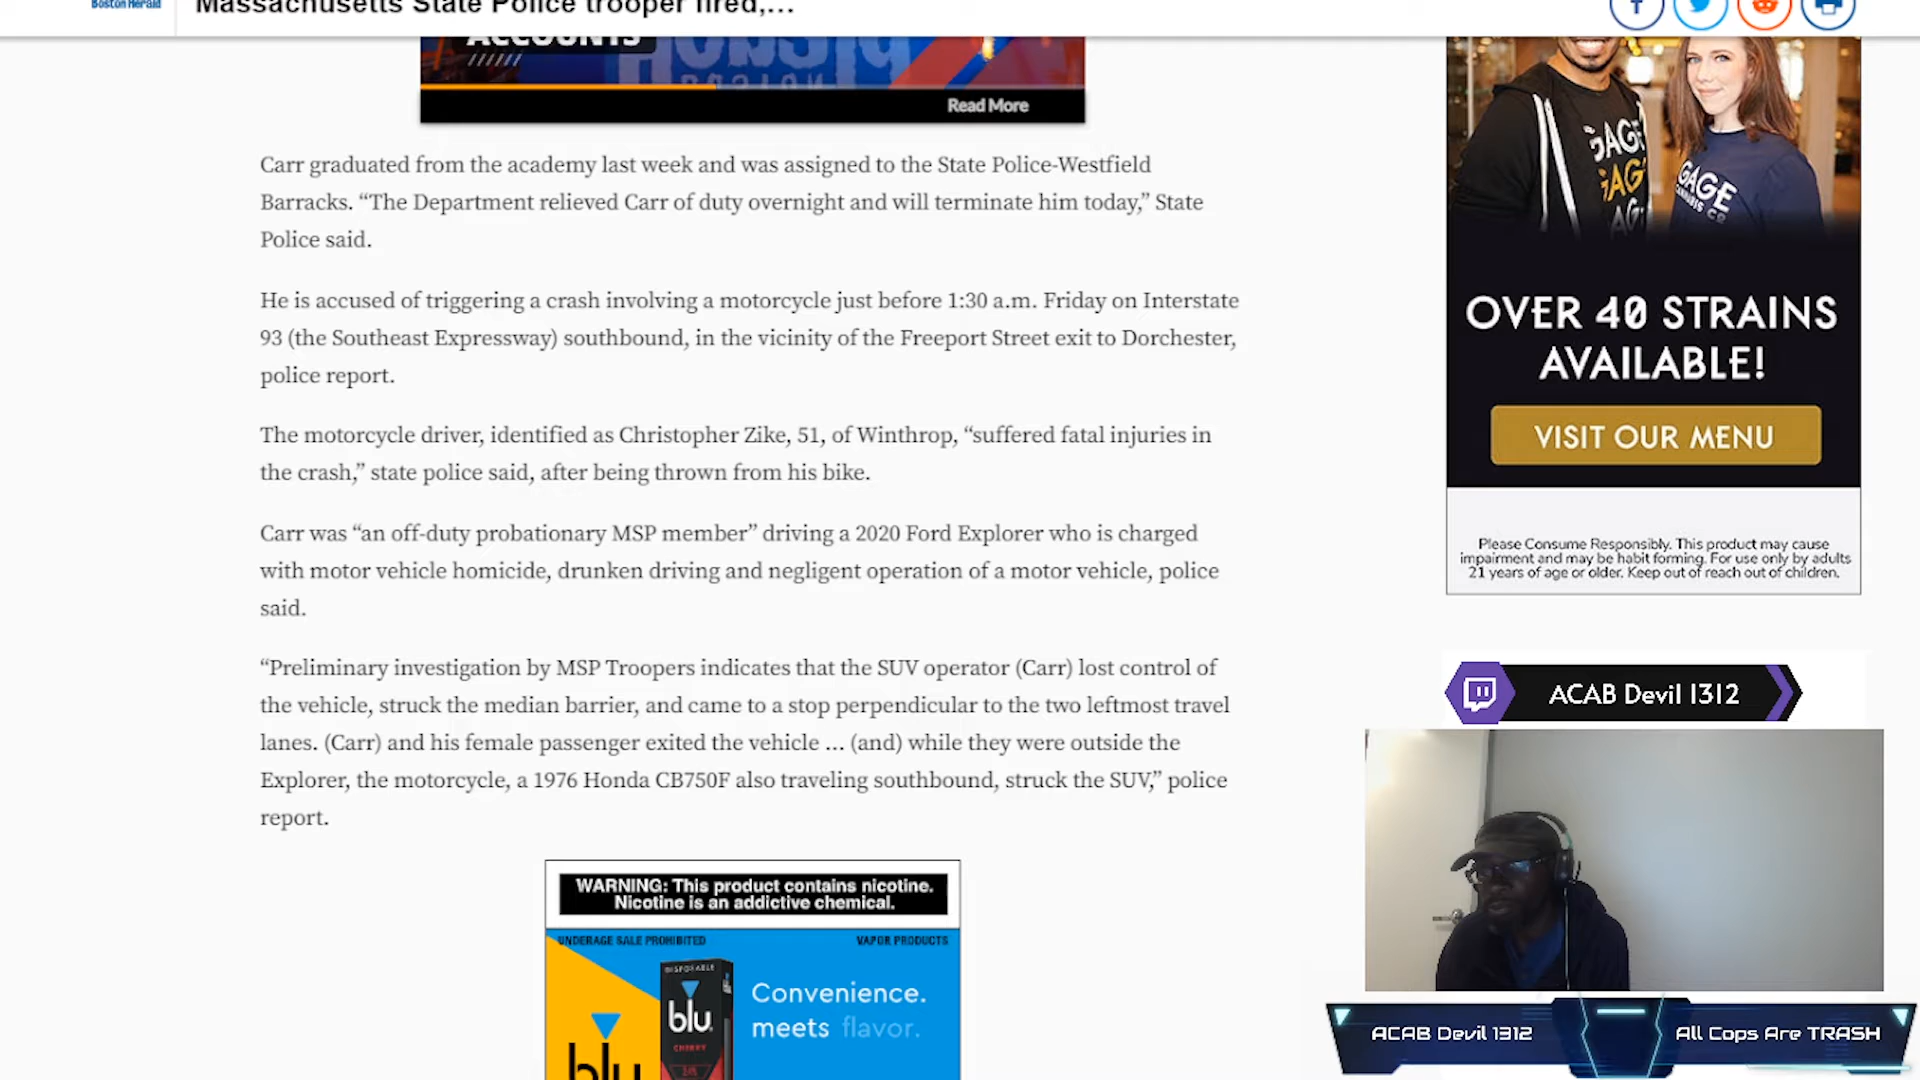 Boston Herald
Massachusetts State Police trooper fired,...
ACCOUNTS
Read More
Carr graduated from the academy last week and was assigned to the State Police-Westfield
Barracks. “The Department relieved Carr of duty overnight and will terminate him today,” State
Police said.
He is accused of triggering a crash involving a motorcycle just before 1:30 a.m. Friday on Interstate
93 (the Southeast Expressway) southbound, in the vicinity of the Freeport Street exit to Dorchester,
police report.
The motorcycle driver, identified as Christopher Zike, 51, of Winthrop, “suffered fatal injuries in
the crash,” state police said, after being thrown from his bike.
Carr was “an off-duty probationary MSP member” driving a 2020 Ford Explorer who is charged
with motor vehicle homicide, drunken driving and negligent operation of a motor vehicle, police
said.
“Preliminary investigation by MSP Troopers indicates that the SUV operator (Carr) lost control of
the vehicle, struck the median barrier, and came to a stop perpendicular to the two leftmost travel
lanes. (Carr) and his female passenger exited the vehicle … (and) while they were outside the
Explorer, the motorcycle, a 1976 Honda CB750F also traveling southbound, struck the SUV,” police
report.
WARNING: This product contains nicotine.
Nicotine is an addictive chemical.
UNDERAGE SALE PROHIBITED
VAPOR PRODUCTS
DISPOSABLE
blu
CHERRY
blu
Convenience.
meets flavor.
GAGE
GAGE
GAGE
CANNABIS CO
OVER 40 STRAINS
AVAILABLE!
VISIT OUR MENU
Please Consume Responsibly. This product may cause
impairment and may be habit forming. For use only by adults
21 years of age or older. Keep out of reach out of children.
ACAB Devil 1312
ACAB Devil 1312
All Cops Are TRASH